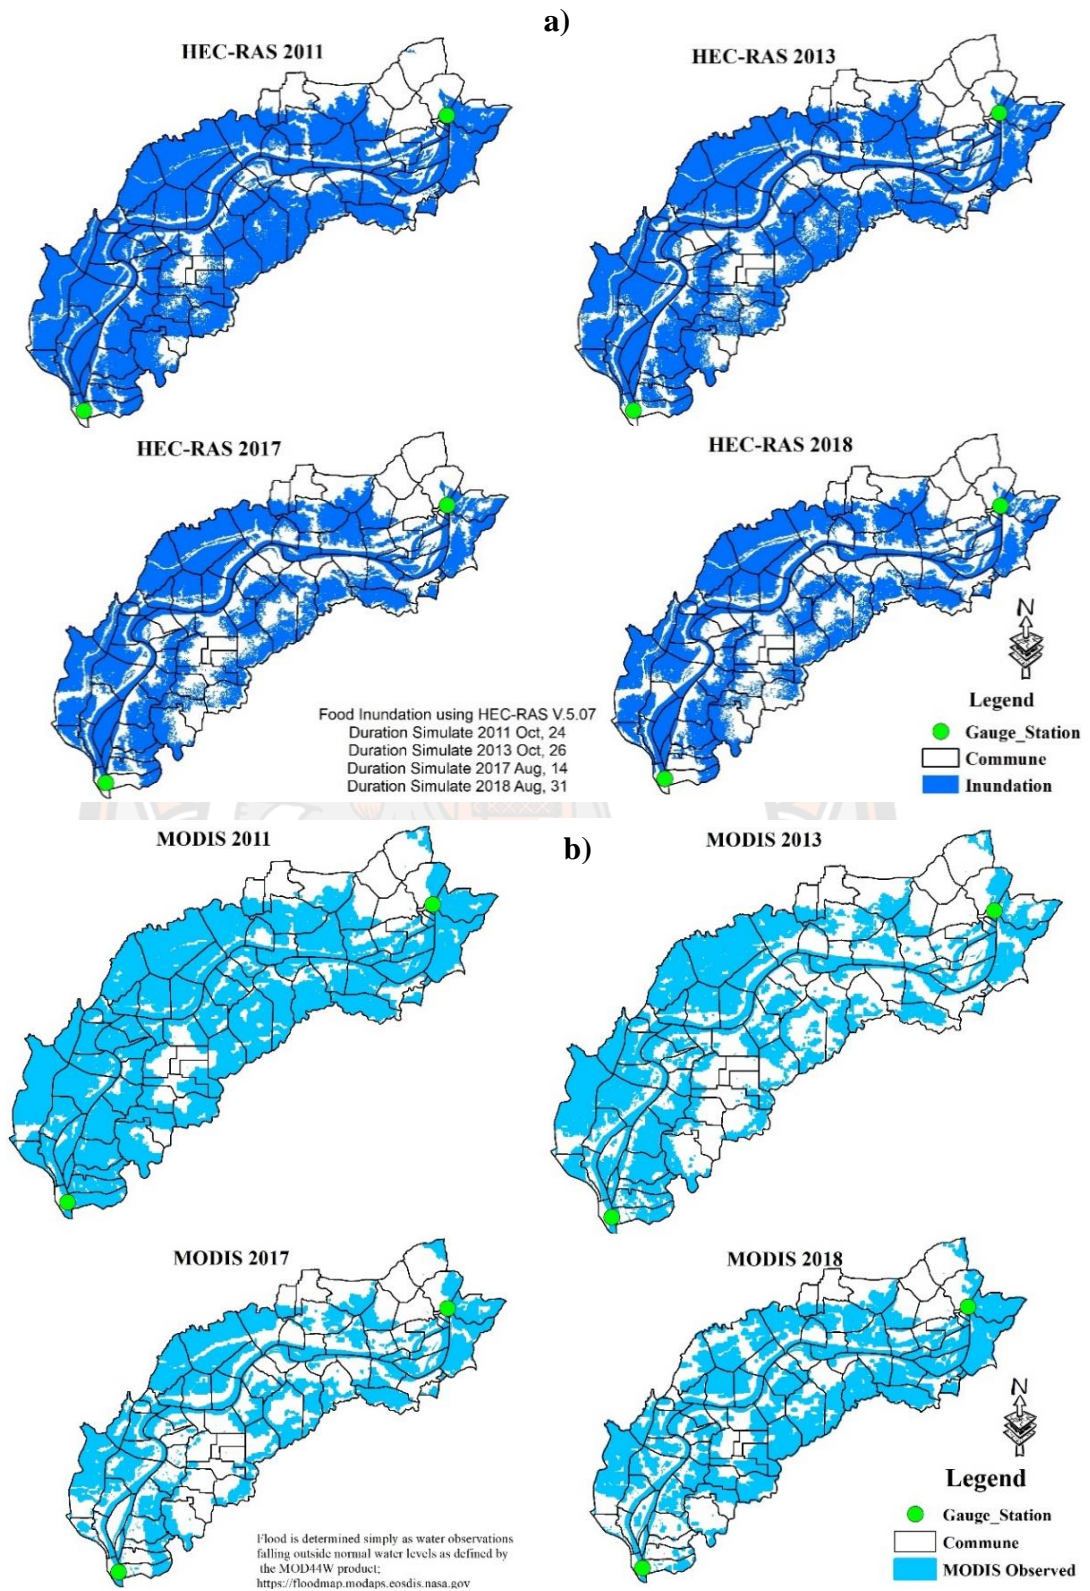 a)
HEC-RAS 2011
HEC-RAS 2013
HEC-RAS 2017
HEC-RAS 2018
Food Inundation using HEC-RAS V.5.07
Duration Simulate 2011 Oct, 24
Duration Simulate 2013 Oct, 26
Duration Simulate 2017 Aug, 14
Duration Simulate 2018 Aug, 31
N
Legend
Gauge_Station
Commune
Inundation
b)
MODIS 2011
MODIS 2013
MODIS 2017
MODIS 2018
Flood is determined simply as water observations
falling outside normal water levels as defined by
the MOD44W product;
https://floodmap.modaps.eosdis.nasa.gov
N
Legend
Gauge_Station
Commune
MODIS Observed